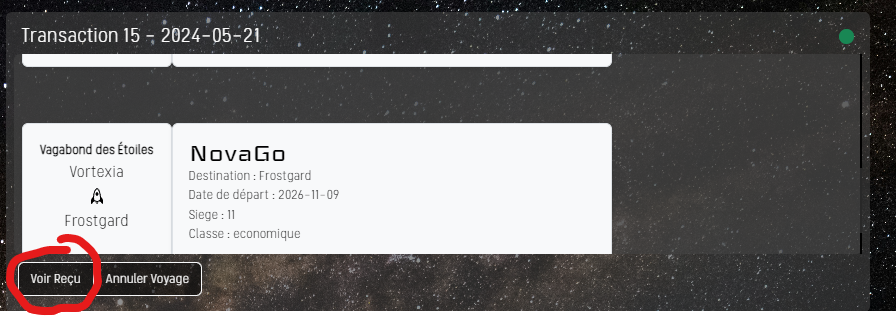 Transaction 15 - 2024-05-21
Vagabond des Étoiles
Vortexia
Frostgard
NovaGo
Destination : Frostgard
Date de départ : 2026-11-09
Siege : 11
Classe : economique
Voir Reçu
Annuler Voyage